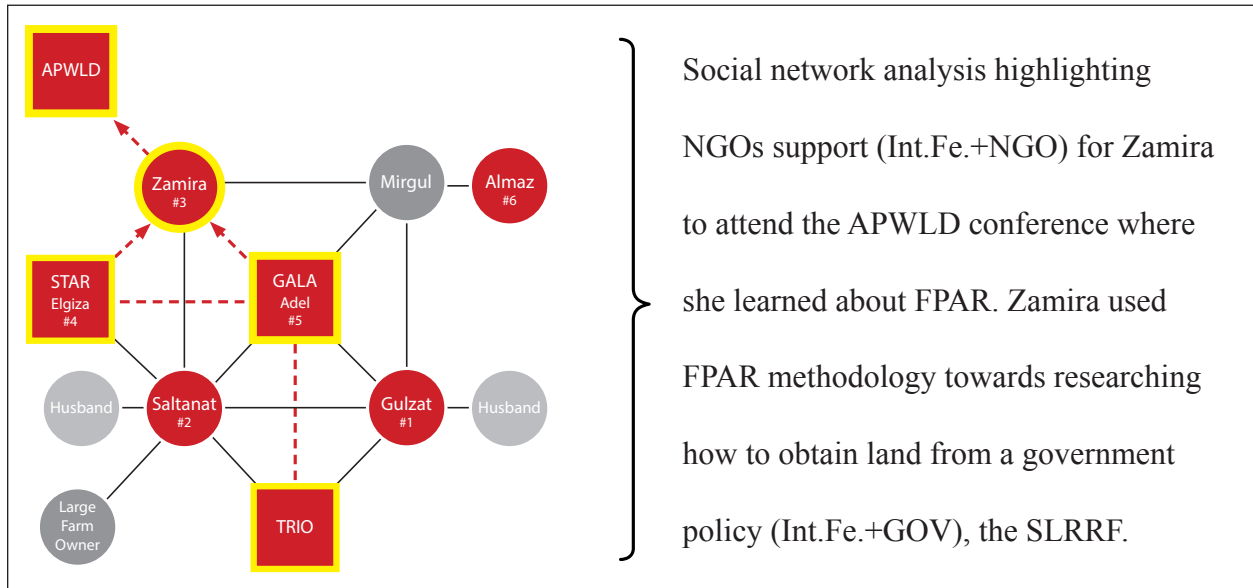 APWLD
Zamira
#3
Mirgul
Almaz
#6
STAR
Elgiza
#4
GALA
Adel
#5
Husband
Saltanat
#2
Gulzat
#1
Husband
Large
Farm
Owner
TRIO
Social network analysis highlighting
NGOs support (Int.Fe.+NGO) for Zamira
to attend the APWLD conference where
she learned about FPAR. Zamira used
FPAR methodology towards researching
how to obtain land from a government
policy (Int.Fe.+GOV), the SLRRF.